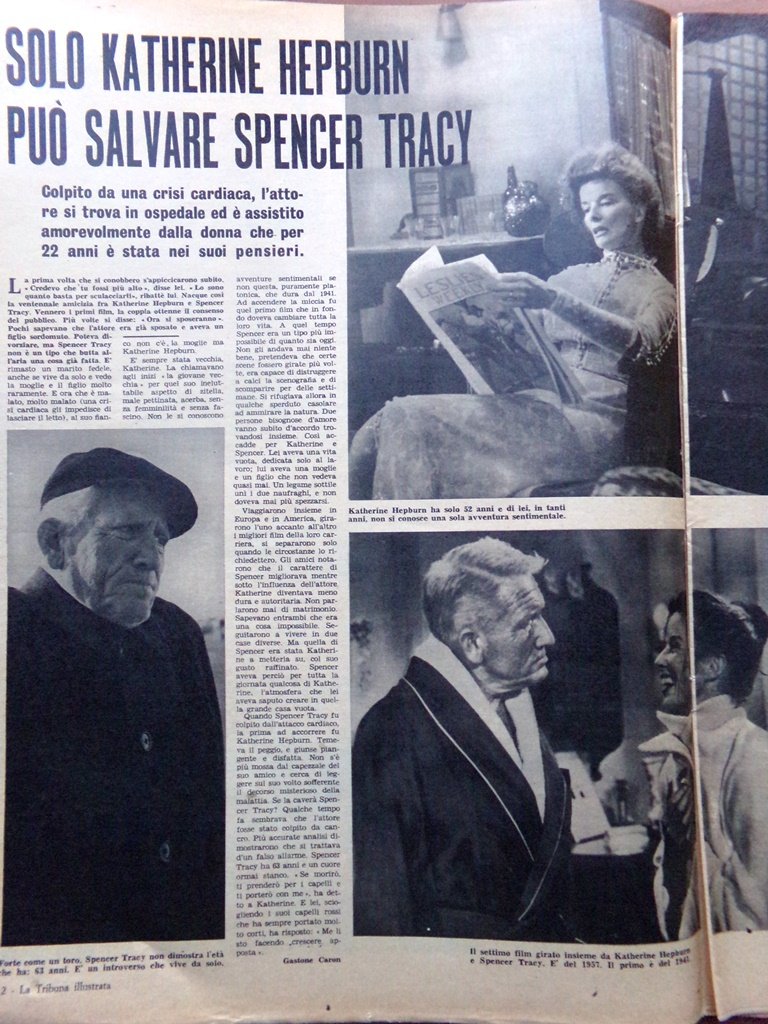 SOLO KATHERINE HEPBURN
PUÒ SALVARE SPENCER TRACY
Colpito da una crisi cardiaca, l'atto-
re si trova in ospedale ed è assistito
amorevolmente dalla donna che per
22 anni è stata nei suoi pensieri.
La prima volta che si conobbero s'appiccicarono subito.
« Credevo che tu fossi più alto », disse lei. « Lo sono
quanto basta per sculacciarti », ribattè lui. Nacque così
la ventennale amicizia fra Katherine Hepburn e Spencer
Tracy. Vennero i primi film, la coppia ottenne il consenso
del pubblico. Più volte si disse: « Ora si sposeranno ».
Pochi sapevano che l'attore era già sposato e aveva un
figlio sordomuto. Poteva di-
vorziare, ma Spencer Tracy
non è un tipo che butta al-
l'aria una cosa già fatta. E'
rimasto un marito fedele,
anche se vive da solo e vede
la moglie e il figlio molto
raramente. E ora che è ma-
lato, molto malato (una cri-
si cardiaca gli impedisce di
lasciare il letto), al suo fian-
co non c'è la moglie ma
Katherine Hepburn.
E' sempre stata vecchia,
Katherine. La chiamavano
agli inizi « la giovane vec-
chia » per quel suo inelut-
tabile aspetto di zitella,
male pettinata, acerba, sen-
za femminilità e senza fa-
scino. Non le si conoscono
avventure sentimentali se
non questa, puramente pla-
tonica, che dura dal 1941.
Ad accendere la miccia fu
quel primo film che in fon-
do doveva cambiare tutta la
loro vita. A quel tempo
Spencer era un tipo più im-
possibile di quanto sia oggi.
Non gli andava mai niente
bene, pretendeva che certe
scene fossero girate più vol-
te, era capace di distruggere
a calci la scenografia e di
scomparire per delle setti-
mane. Si rifugiava allora in
qualche sperduto casolare
ad ammirare la natura. Due
persone bisognose d'amore
vanno subito d'accordo tro-
vandosi insieme. Così ac-
cadde per Katherine e
Spencer. Lei aveva una vita
vuota, dedicata solo al la-
voro; lui aveva una moglie
e un figlio che non vedeva
quasi mai. Un legame sottile
unì i due naufraghi, e non
doveva mai più spezzarsi.
Viaggiarono insieme in
Europa e in America, gira-
rono l'uno accanto all'altro
i migliori film della loro car-
riera, si separarono solo
quando le circostanze lo ri-
chiedettero. Gli amici nota-
rono che il carattere di
Spencer migliorava mentre
sotto l'influenza dell'attore
Katherine diventava meno
dura e autoritaria. Non par-
larono mai di matrimonio.
Sapevano entrambi che era
una cosa impossibile. Se-
guitarono a vivere in due
case diverse. Ma quella di
Spencer era stata Katheri-
ne a metterla su, col suo
gusto raffinato. Spencer
aveva perciò per tutta la
giornata qualcosa di Kathe-
rine, l'atmosfera che lei
aveva saputo creare in quel-
la grande casa vuota.
Quando Spencer Tracy fu
colpito dall'attacco cardiaco,
la prima ad accorrere fu
Katherine Hepburn. Teme-
va il peggio, e giunse pian-
gente e disfatta. Non s'è
più mossa dal capezzale del
suo amico e cerca di leg-
gere sul suo volto sofferente
il decorso misterioso della
malattia. Se la caverà Spen-
cer Tracy? Qualche tempo
fa sembrava che l'attore
fosse stato colpito da can-
cro. Più accurate analisi di-
mostrarono che si trattava
d'un falso allarme. Spencer
Tracy ha 63 anni e un cuore
ormai stanco. « Se morirò,
ti prenderò per i capelli e
ti porterò con me », ha det-
to a Katherine. E lei, scio-
gliendo i suoi capelli rossi
che ha sempre portato mol-
to corti, ha risposto: « Me li
sto facendo crescere ap-
posta ».
Gastone Caron
Katherine Hepburn ha solo 52 anni e di lei, in tanti
anni, non si conosce una sola avventura sentimentale.
Forte come un toro, Spencer Tracy non dimostra l'età
che ha: 63 anni. E' un introverso che vive da solo.
Il settimo film girato insieme da Katherine Hepburn
e Spencer Tracy. E' del 1957. Il primo è del 1941.
2 - La Tribuna illustrata